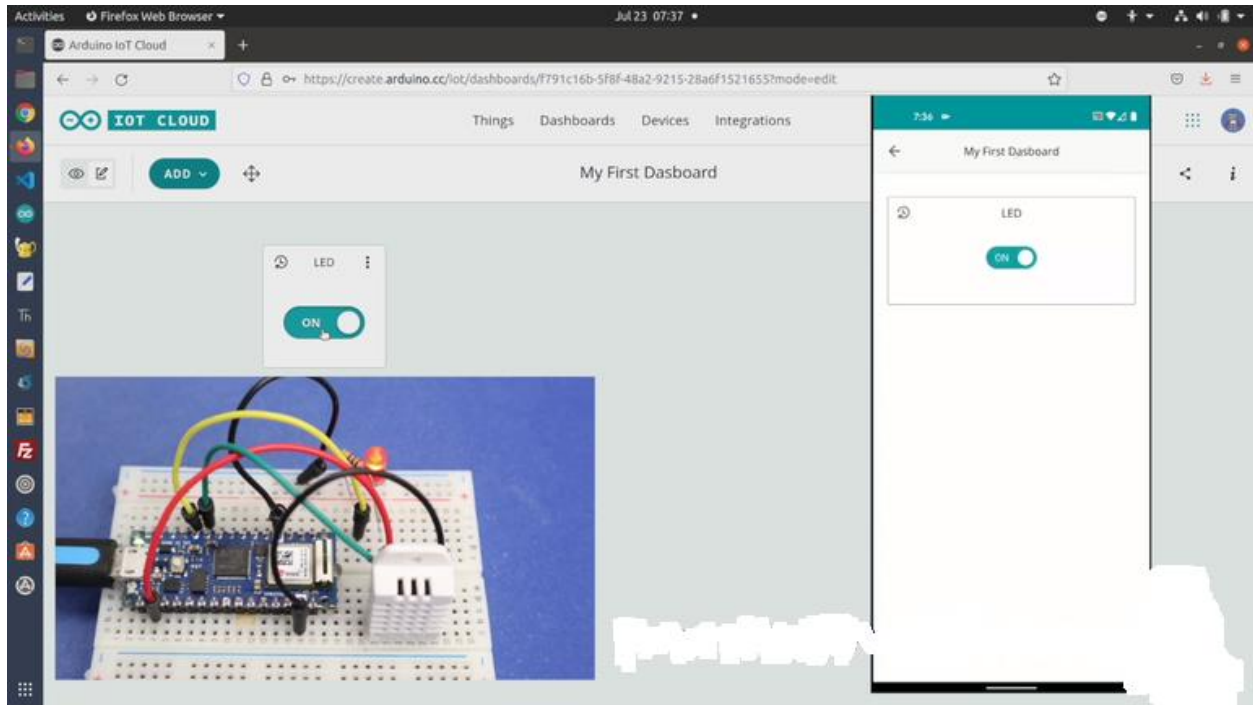 Activities Firefox Web Browser Jul 23 07:37
Arduino IoT Cloud
https://create.arduino.cc/iot/dashboards/f791c16b-5f8f-48a2-9215-28a6f1521655?mode=edit
IOT CLOUD Things Dashboards Devices Integrations
ADD My First Dasboard
LED
ON
7:36
My First Dasboard
LED
ON